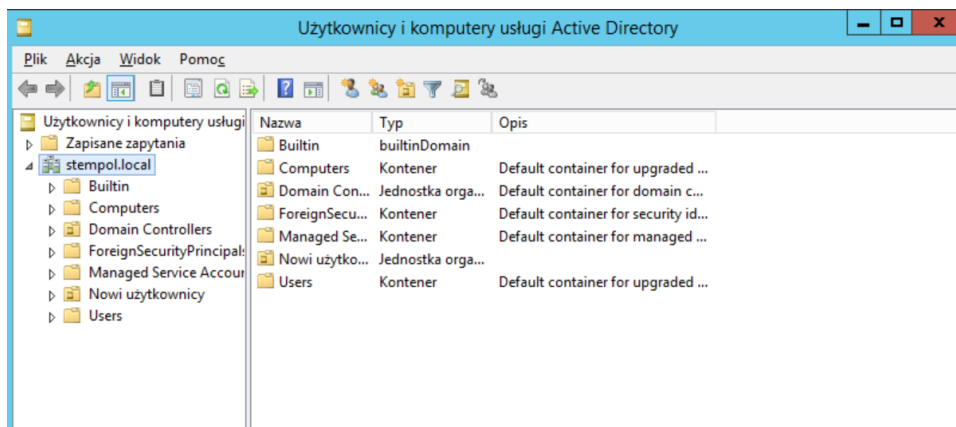 Użytkownicy i komputery usługi Active Directory
Plik Akcja Widok Pomoc
Użytkownicy i komputery usługi
Zapisane zapytania
stempol.local
Builtin
Computers
Domain Controllers
ForeignSecurityPrincipals
Managed Service Accour
Nowi użytkownicy
Users
Nazwa Typ Opis
Builtin builtinDomain
Computers Kontener Default container for upgraded ...
Domain Con... Jednostka orga... Default container for domain c...
ForeignSecu... Kontener Default container for security id...
Managed Se... Kontener Default container for managed ...
Nowi użytko... Jednostka orga...
Users Kontener Default container for upgraded ...